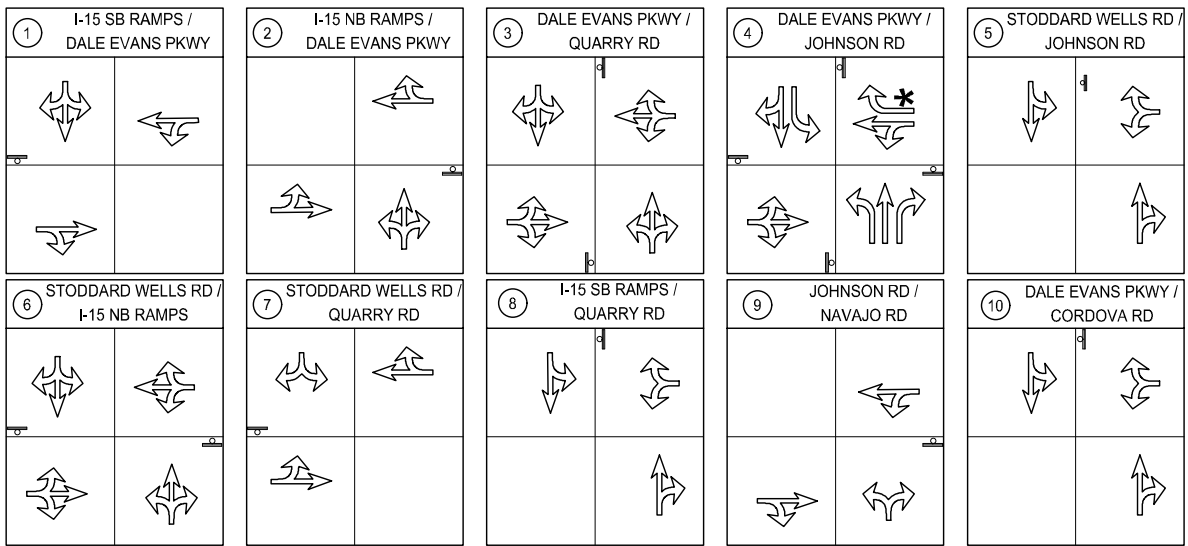 1
I-15 SB RAMPS /
DALE EVANS PKWY
2
I-15 NB RAMPS /
DALE EVANS PKWY
3
DALE EVANS PKWY /
QUARRY RD
4
DALE EVANS PKWY /
JOHNSON RD
*
5
STODDARD WELLS RD /
JOHNSON RD
6
STODDARD WELLS RD /
I-15 NB RAMPS
7
STODDARD WELLS RD /
QUARRY RD
8
I-15 SB RAMPS /
QUARRY RD
9
JOHNSON RD /
NAVAJO RD
10
DALE EVANS PKWY /
CORDOVA RD